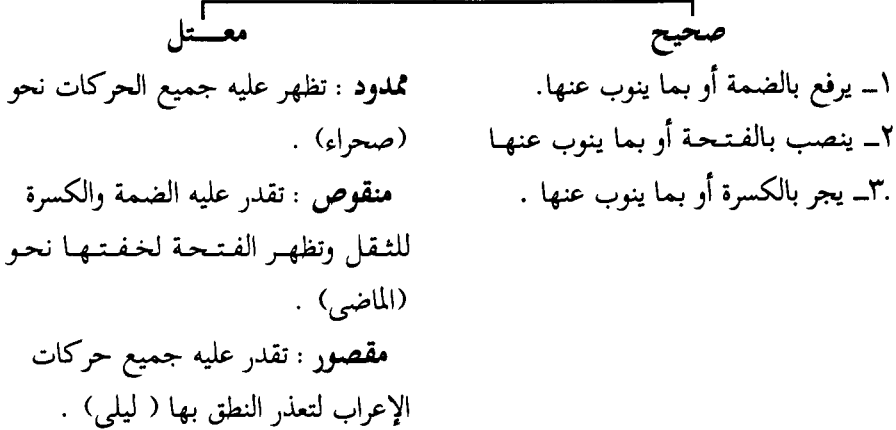 صحيح
١ـ يرفع بالضمة أو بما ينوب عنها.
٢ـ ينصب بالفتحة أو بما ينوب عنها
.٣ـ يجر بالكسرة أو بما ينوب عنها .
معـــتل
ممدود : تظهر عليه جميع الحركات نحو
(صحراء) .
منقوص : تقدر عليه الضمة والكسرة
للثقل وتظهر الفتحة لخفتها نحو
(الماضى) .
مقصور : تقدر عليه جميع حركات
الإعراب لتعذر النطق بها ( ليلى) .